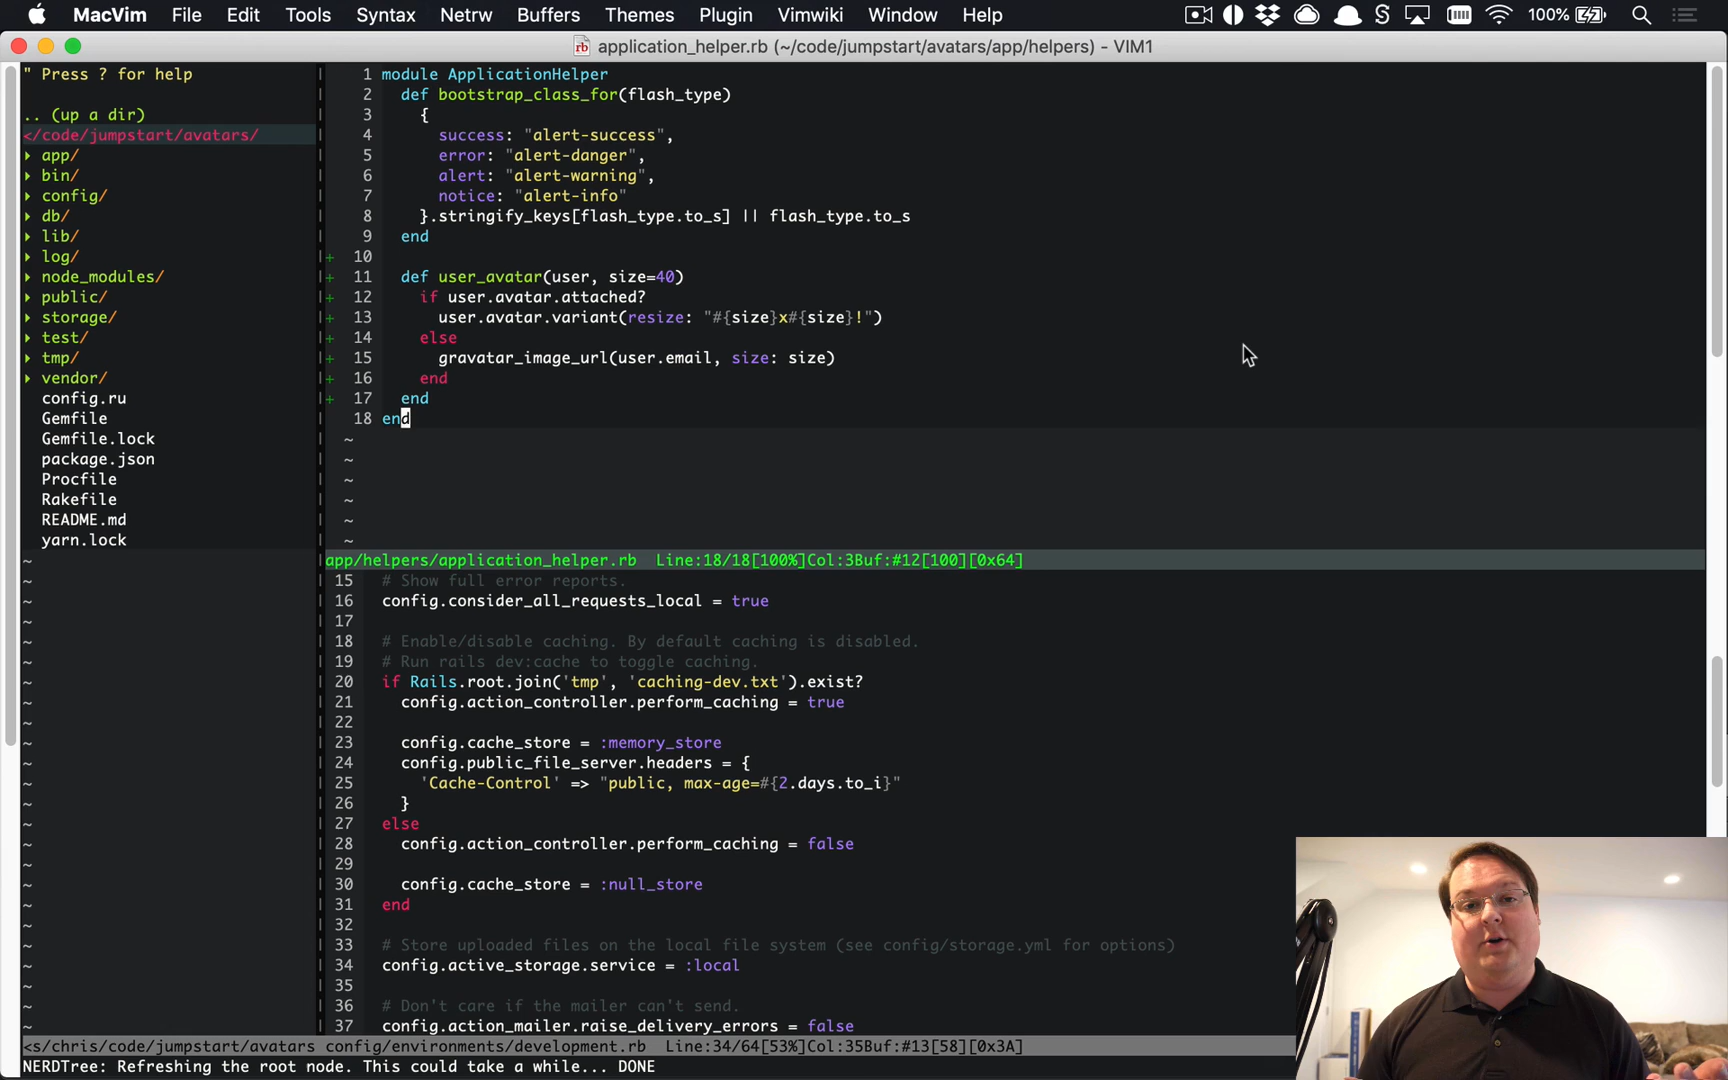 MacVim File Edit Tools Syntax Netrw Buffers Themes Plugin Vimwiki Window Help 100%
application_helper.rb (~/code/jumpstart/avatars/app/helpers) - VIM1
" Press ? for help
.. (up a dir)
</code/jumpstart/avatars/
▸ app/
▸ bin/
▸ config/
▸ db/
▸ lib/
▸ log/
▸ node_modules/
▸ public/
▸ storage/
▸ test/
▸ tmp/
▸ vendor/
config.ru
Gemfile
Gemfile.lock
package.json
Procfile
Rakefile
README.md
yarn.lock
1 module ApplicationHelper
2   def bootstrap_class_for(flash_type)
3     {
4       success: "alert-success",
5       error: "alert-danger",
6       alert: "alert-warning",
7       notice: "alert-info"
8     }.stringify_keys[flash_type.to_s] || flash_type.to_s
9   end
+ 10
+ 11   def user_avatar(user, size=40)
+ 12     if user.avatar.attached?
+ 13       user.avatar.variant(resize: "#{size}x#{size}!")
+ 14     else
+ 15       gravatar_image_url(user.email, size: size)
+ 16     end
+ 17   end
18 end
~
~
~
~
~
~
app/helpers/application_helper.rb  Line:18/18[100%]Col:3Buf:#12[100][0x64]
15   # Show full error reports.
16   config.consider_all_requests_local = true
17
18   # Enable/disable caching. By default caching is disabled.
19   # Run rails dev:cache to toggle caching.
20   if Rails.root.join('tmp', 'caching-dev.txt').exist?
21     config.action_controller.perform_caching = true
22
23     config.cache_store = :memory_store
24     config.public_file_server.headers = {
25       'Cache-Control' => "public, max-age=#{2.days.to_i}"
26     }
27   else
28     config.action_controller.perform_caching = false
29
30     config.cache_store = :null_store
31   end
32
33   # Store uploaded files on the local file system (see config/storage.yml for options)
34   config.active_storage.service = :local
35
36   # Don't care if the mailer can't send.
37   config.action_mailer.raise_delivery_errors = false
<s/chris/code/jumpstart/avatars config/environments/development.rb  Line:34/64[53%]Col:35Buf:#13[58][0x3A]
NERDTree: Refreshing the root node. This could take a while... DONE